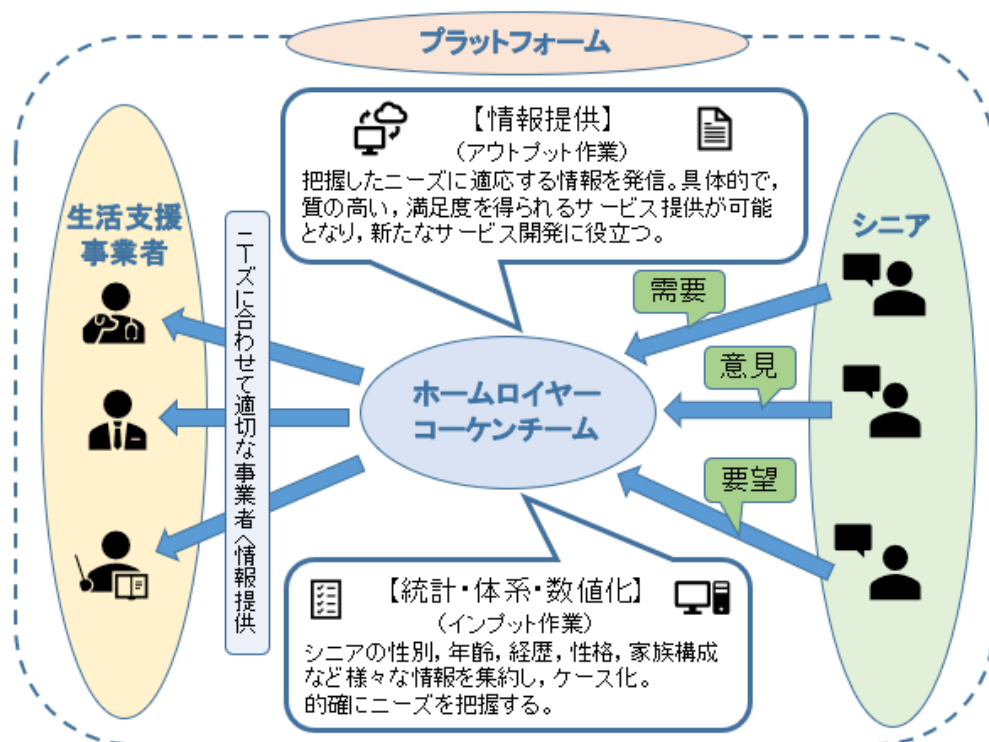 プラットフォーム
【情報提供】
(アウトプット作業)
把握したニーズに適応する情報を発信。具体的で,
質の高い,満足度を得られるサービス提供が可能
となり,新たなサービス開発に役立つ。
生活支援
事業者
ニーズに合わせて適切な事業者へ情報提供
シニア
需要
意見
要望
ホームロイヤー
コーケンチーム
【統計・体系・数値化】
(インプット作業)
シニアの性別,年齢,経歴,性格,家族構成
など様々な情報を集約し,ケース化。
的確にニーズを把握する。